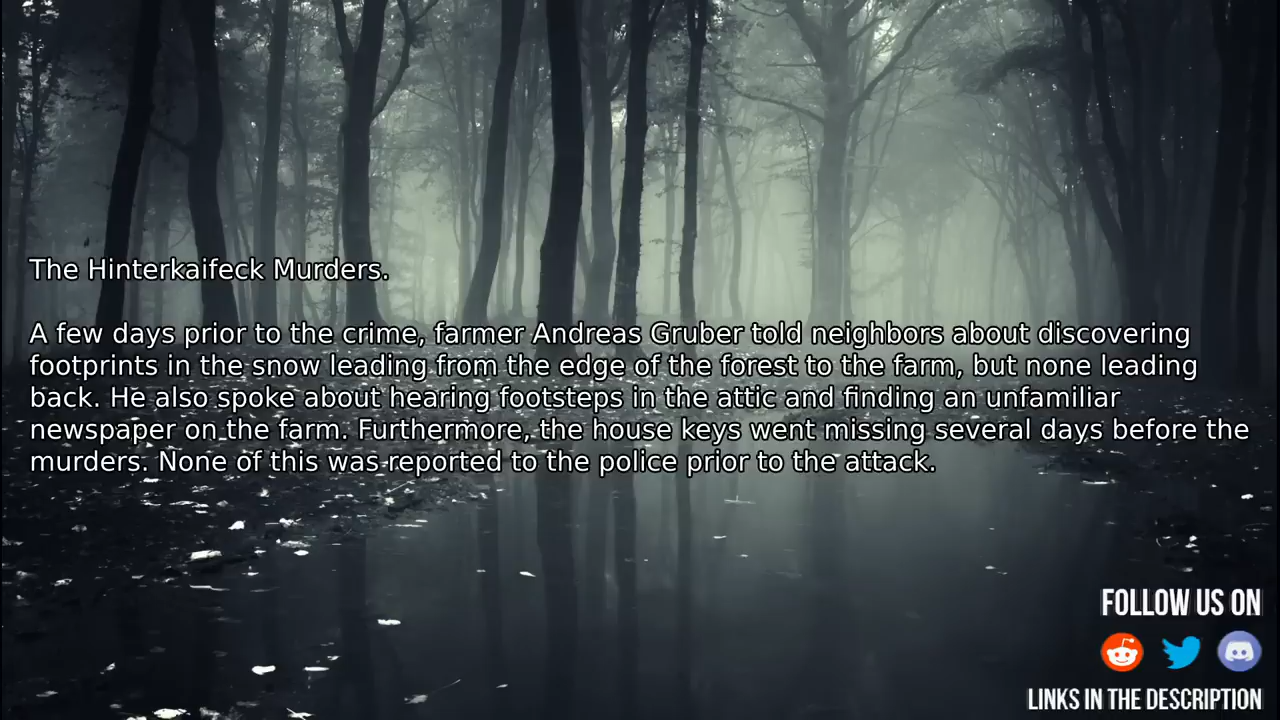 The Hinterkaifeck Murders.
A few days prior to the crime, farmer Andreas Gruber told neighbors about discovering
footprints in the snow leading from the edge of the forest to the farm, but none leading
back. He also spoke about hearing footsteps in the attic and finding an unfamiliar
newspaper on the farm. Furthermore, the house keys went missing several days before the
murders. None of this was reported to the police prior to the attack.
FOLLOW US ON
LINKS IN THE DESCRIPTION